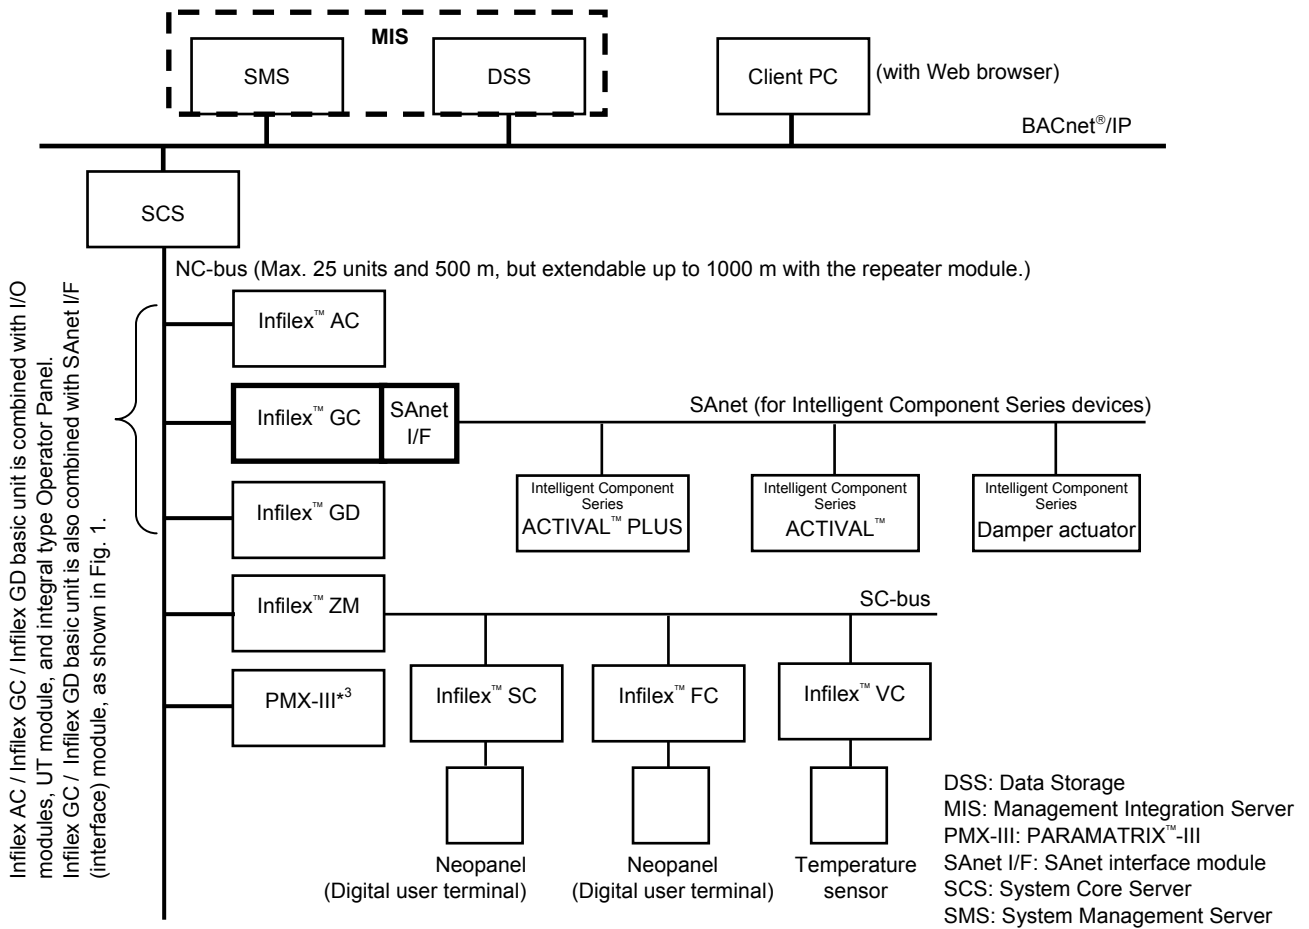 MIS
SMS
DSS
Client PC
(with Web browser)
BACnet®/IP
SCS
NC-bus (Max. 25 units and 500 m, but extendable up to 1000 m with the repeater module.)
Infilex AC / Infilex GC / Infilex GD basic unit is combined with I/O
modules, UT module, and integral type Operator Panel.
Infilex GC / Infilex GD basic unit is also combined with SAnet I/F
(interface) module, as shown in Fig. 1.
Infilex™ AC
Infilex™ GC
SAnet
I/F
SAnet (for Intelligent Component Series devices)
Intelligent Component
Series
ACTIVAL™ PLUS
Intelligent Component
Series
ACTIVAL™
Intelligent Component
Series
Damper actuator
Infilex™ GD
Infilex™ ZM
SC-bus
PMX-III*3
Infilex™ SC
Infilex™ FC
Infilex™ VC
Neopanel
(Digital user terminal)
Neopanel
(Digital user terminal)
Temperature
sensor
DSS: Data Storage
MIS: Management Integration Server
PMX-III: PARAMATRIX™-III
SAnet I/F: SAnet interface module
SCS: System Core Server
SMS: System Management Server